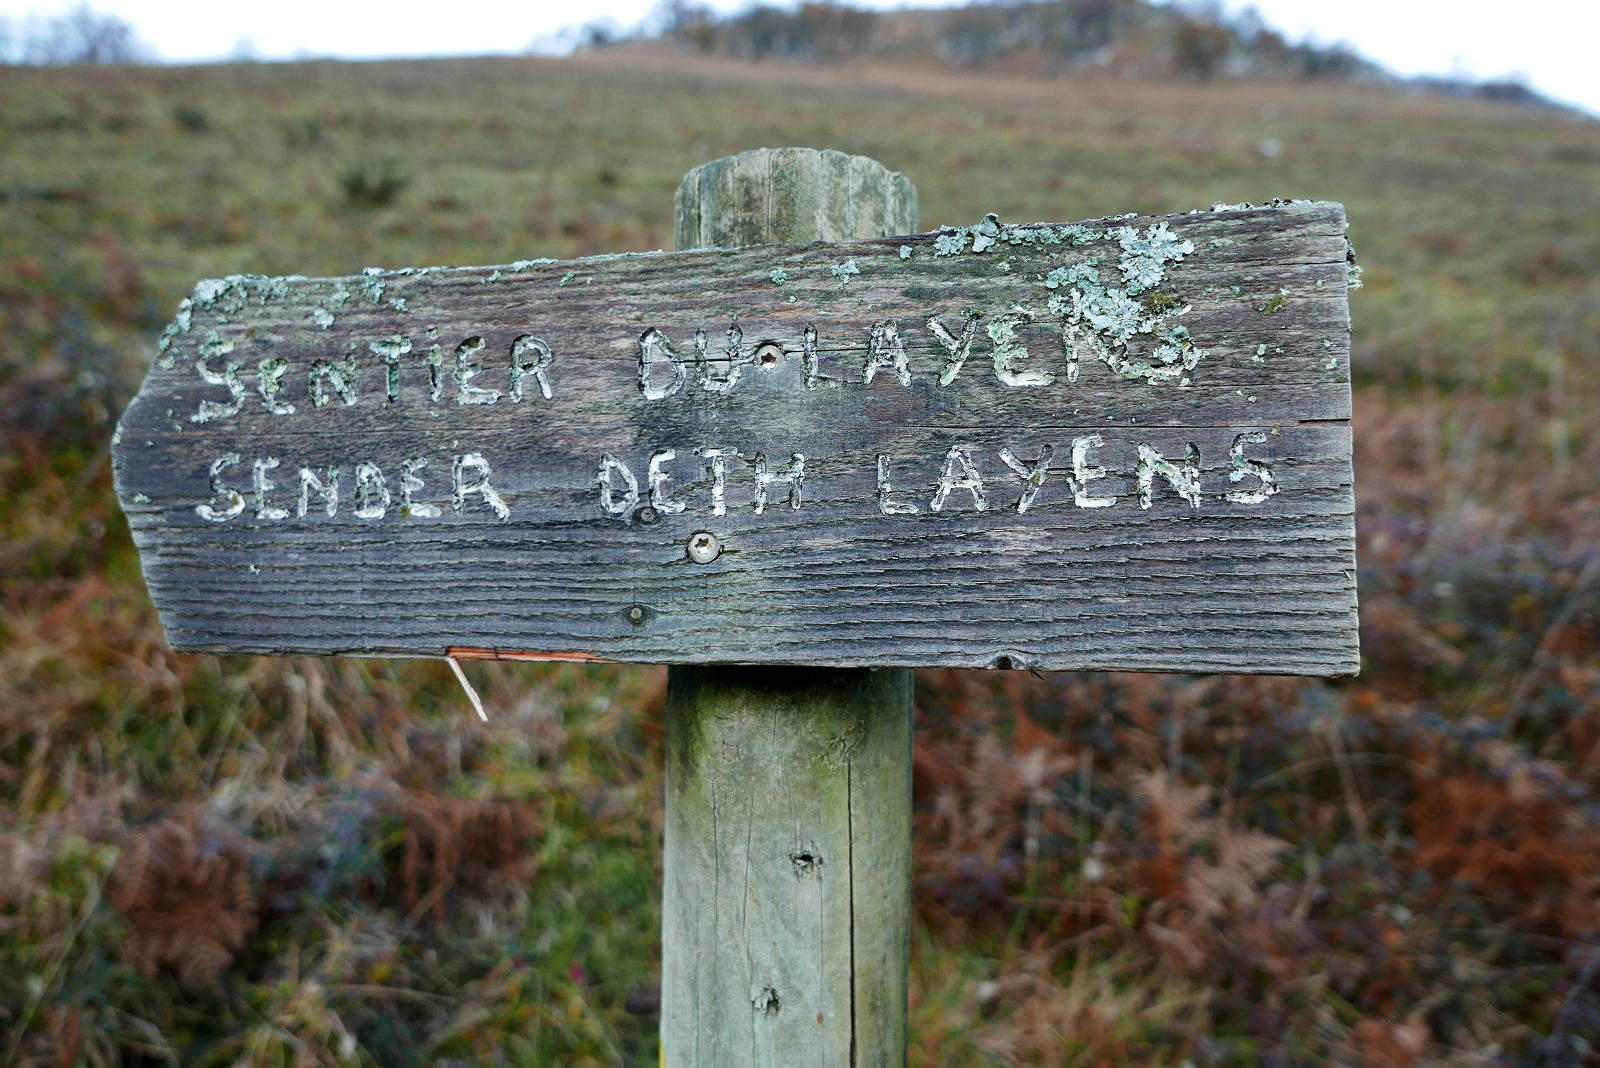 SENTIER DU LAYENS
SENDER DETH LAYENS